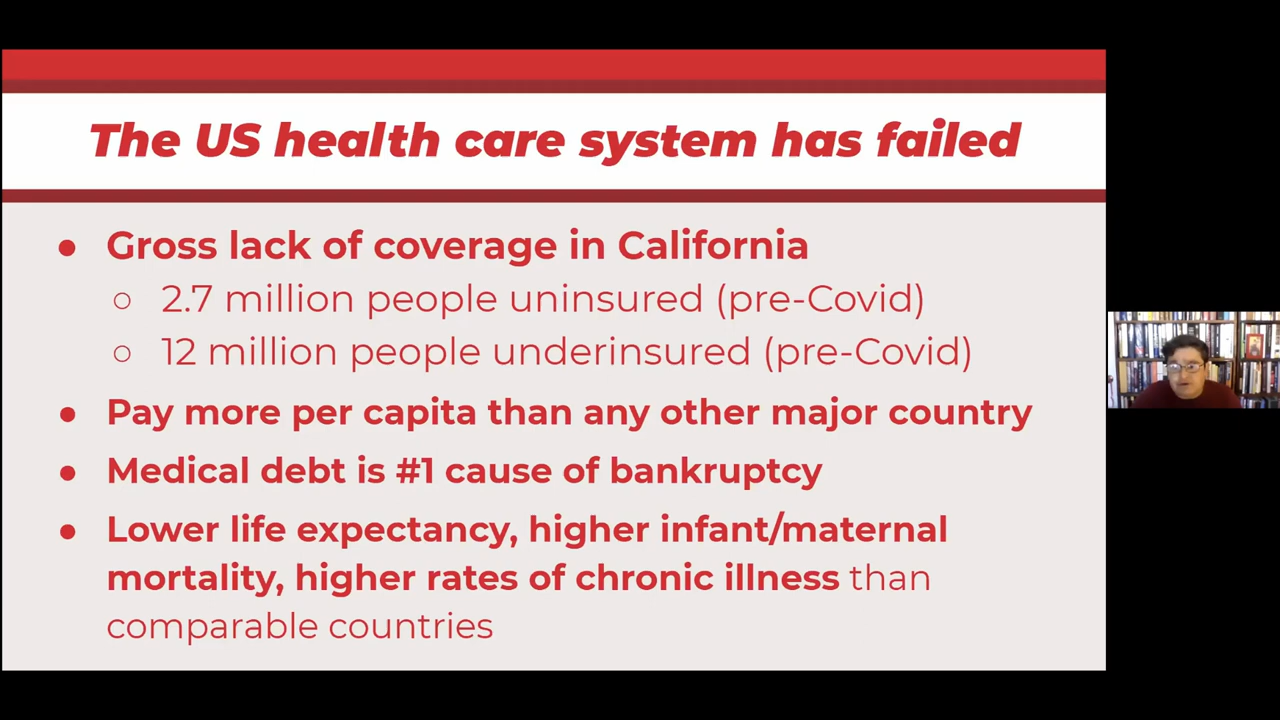 The US health care system has failed
● Gross lack of coverage in California
○ 2.7 million people uninsured (pre-Covid)
○ 12 million people underinsured (pre-Covid)
● Pay more per capita than any other major country
● Medical debt is #1 cause of bankruptcy
● Lower life expectancy, higher infant/maternal
mortality, higher rates of chronic illness than
comparable countries